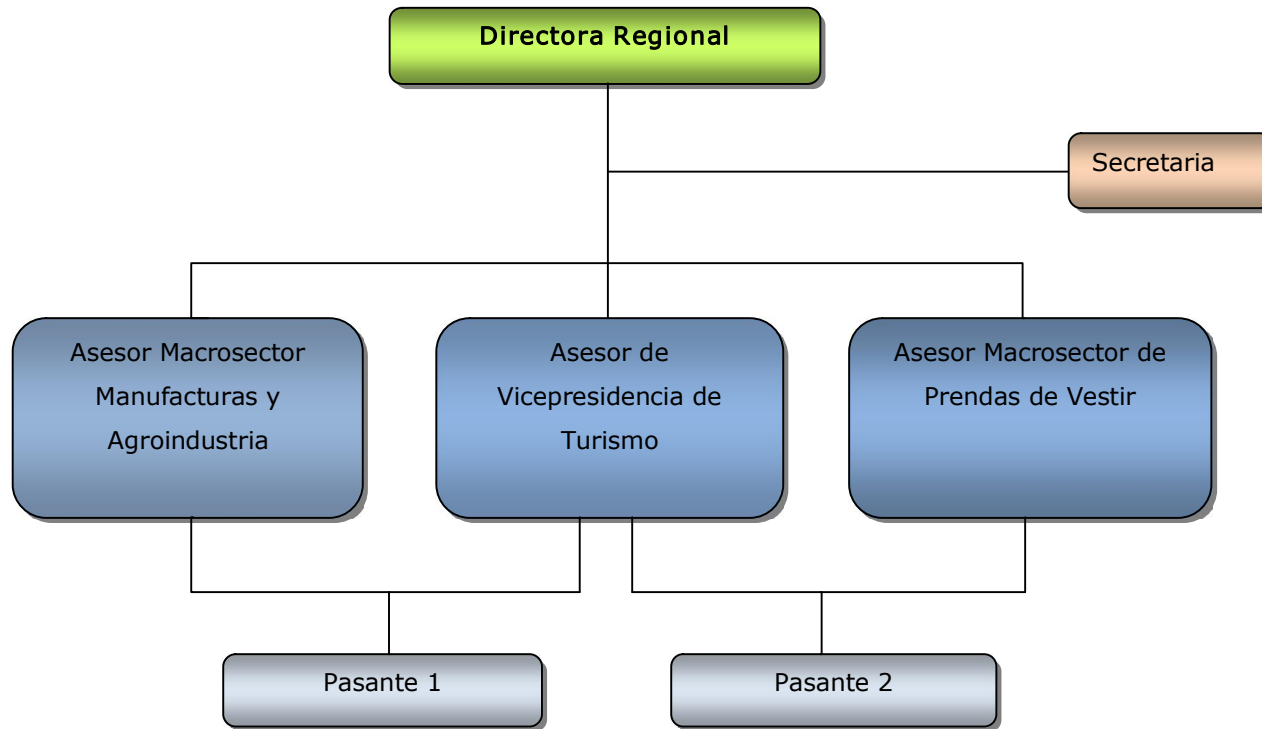 Directora Regional
Secretaria
Asesor Macrosector
Manufacturas y
Agroindustria
Asesor de
Vicepresidencia de
Turismo
Asesor Macrosector de
Prendas de Vestir
Pasante 1
Pasante 2